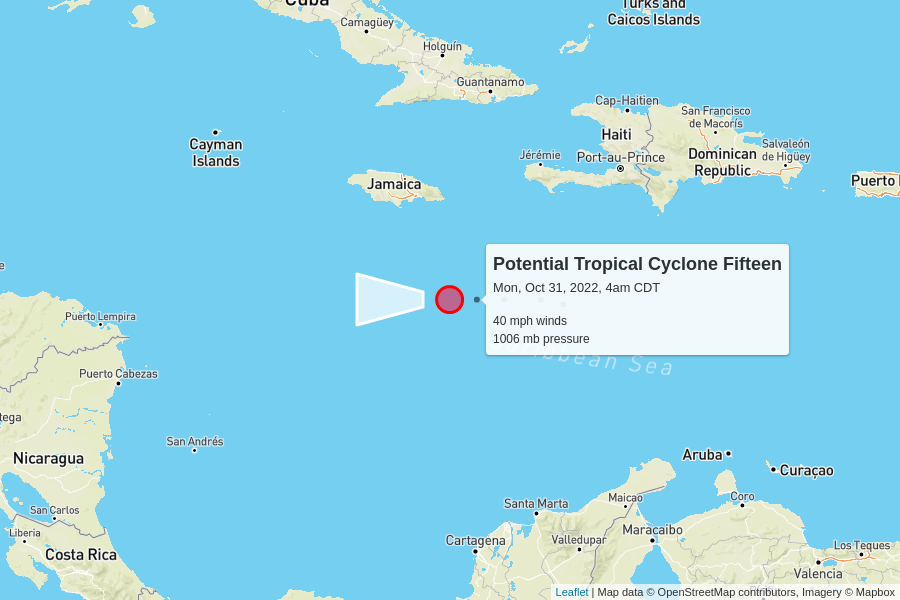 Cuba
Turks and
Caicos Islands
Camagüey
Holguín
Guantanamo
Cap-Haïtien
San Francisco
de Macorís
Cayman
Islands
Haiti
Jérémie
Port-au-Prince
Dominican
Republic
Salvaleón
de Higüey
Jamaica
Puerto
Potential Tropical Cyclone Fifteen
Mon, Oct 31, 2022, 4am CDT
40 mph winds
1006 mb pressure
Sea
Puerto Lempira
Puerto Cabezas
San Andrés
Nicaragua
Aruba
Curaçao
San Carlos
Liberia
Costa Rica
Santa Marta
Maicao
Coro
Cartagena
Valledupar
Maracaibo
Los Teques
Valencia
Leaflet | Map data © OpenStreetMap contributors, Imagery © Mapbox